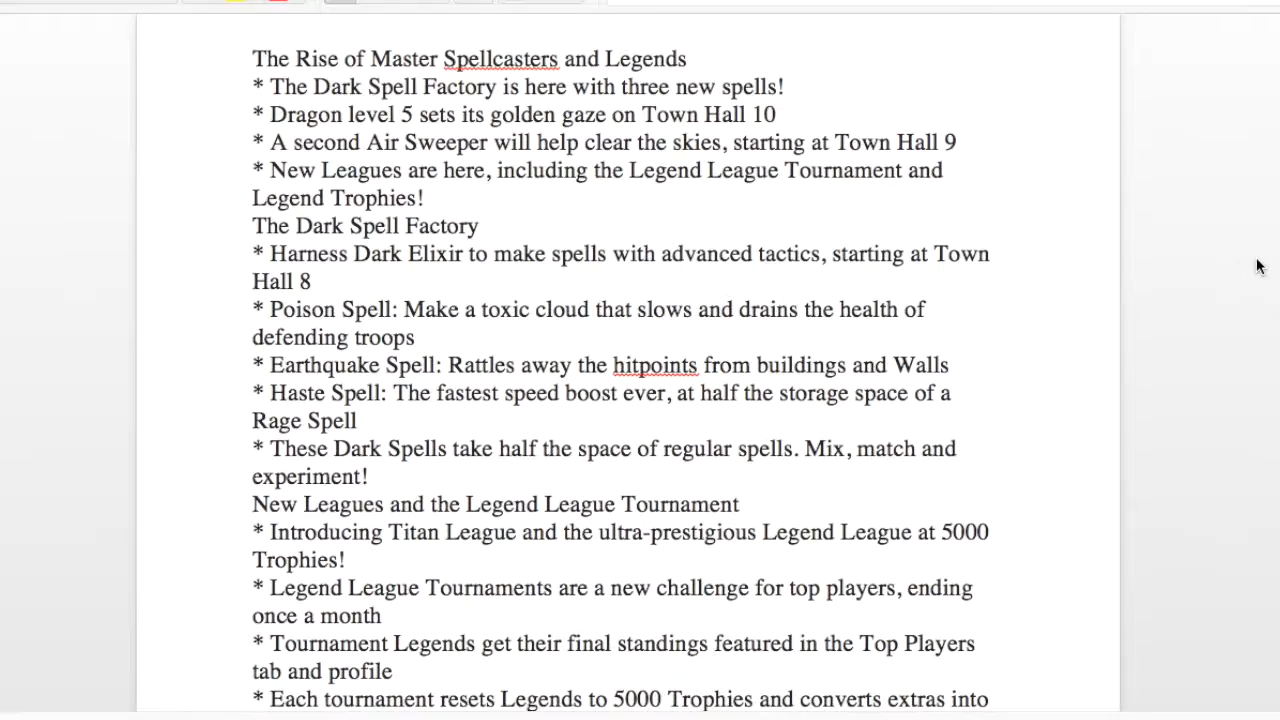 The Rise of Master Spellcasters and Legends
* The Dark Spell Factory is here with three new spells!
* Dragon level 5 sets its golden gaze on Town Hall 10
* A second Air Sweeper will help clear the skies, starting at Town Hall 9
* New Leagues are here, including the Legend League Tournament and
Legend Trophies!
The Dark Spell Factory
* Harness Dark Elixir to make spells with advanced tactics, starting at Town
Hall 8
* Poison Spell: Make a toxic cloud that slows and drains the health of
defending troops
* Earthquake Spell: Rattles away the hitpoints from buildings and Walls
* Haste Spell: The fastest speed boost ever, at half the storage space of a
Rage Spell
* These Dark Spells take half the space of regular spells. Mix, match and
experiment!
New Leagues and the Legend League Tournament
* Introducing Titan League and the ultra-prestigious Legend League at 5000
Trophies!
* Legend League Tournaments are a new challenge for top players, ending
once a month
* Tournament Legends get their final standings featured in the Top Players
tab and profile
* Each tournament resets Legends to 5000 Trophies and converts extras into